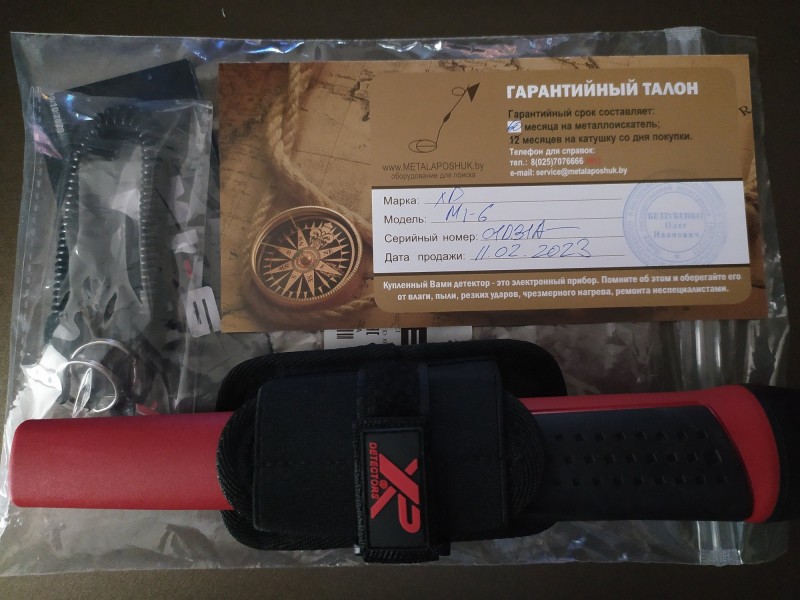 ГАРАНТИЙНЫЙ ТАЛОН
Гарантийный срок составляет:
месяца на металлоискатель;
12 месяцев на катушку со дня покупки.
Телефон для справок:
тел.: 8(025)7076666
e-mail: service@metalaposhuk.by
www.METALAPOSHUK.by
оборудование для поиска
Марка: XP
Модель: MI-6
Серийный номер: 01D31A
Дата продажи: 11.02.2023
Олег
Иванович
Купленный Вами детектор - это электронный прибор. Помните об этом и оберегайте его
от влаги, пыли, резких ударов, чрезмерного нагрева, ремонта неспециалистами.
XP
DETECTORS